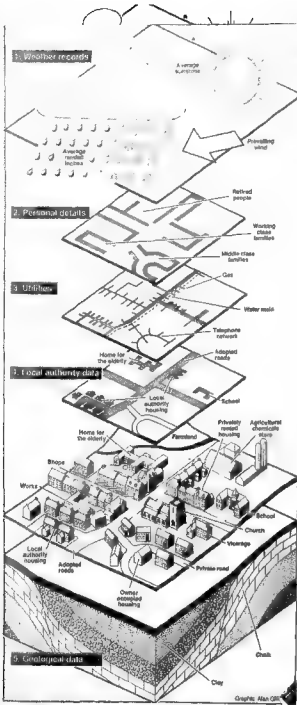 1. Weather records
Average
sunshine
Average
rainfall
inches
Prevailing
wind
2. Personal details
Retired
people
Working
class
families
Middle class
families
3. Utilities
Gas
Water main
Telephone
network
4. Local authority data
Home for
the elderly
Adopted
roads
School
Local
authority
housing
Farmland
Home for
the elderly
Privately
rented
housing
Agricultural
chemicals
store
Shops
Works
School
Church
Vicarage
Private road
Local
authority
housing
Adopted
roads
Owner
occupied
housing
5. Geological data
Chalk
Clay
Graphic Alan